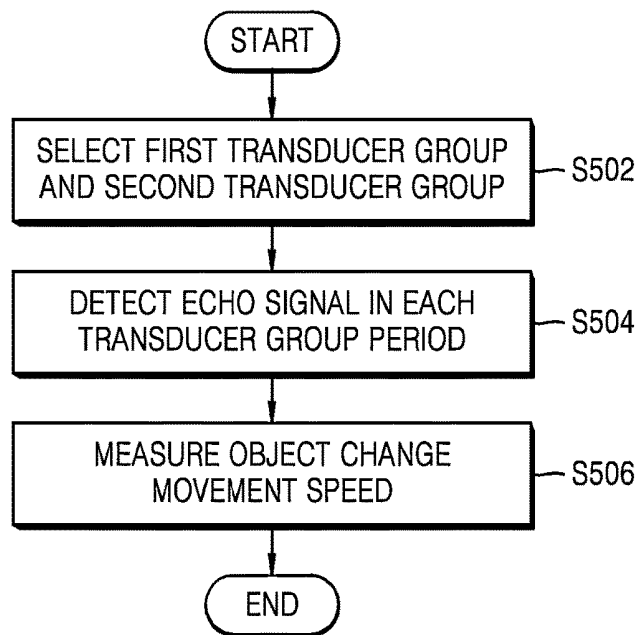 START
SELECT FIRST TRANSDUCER GROUP
AND SECOND TRANSDUCER GROUP
S502
DETECT ECHO SIGNAL IN EACH
TRANSDUCER GROUP PERIOD
S504
MEASURE OBJECT CHANGE
MOVEMENT SPEED
S506
END